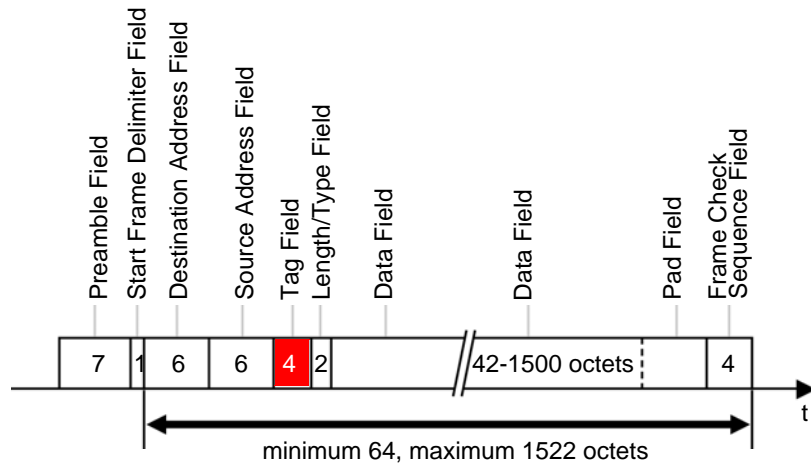 Preamble Field
Start Frame Delimiter Field
Destination Address Field
Source Address Field
Tag Field
Length/Type Field
Data Field
Data Field
Pad Field
Frame Check
Sequence Field
7
1
6
6
4
2
42-1500 octets
4
t
minimum 64, maximum 1522 octets